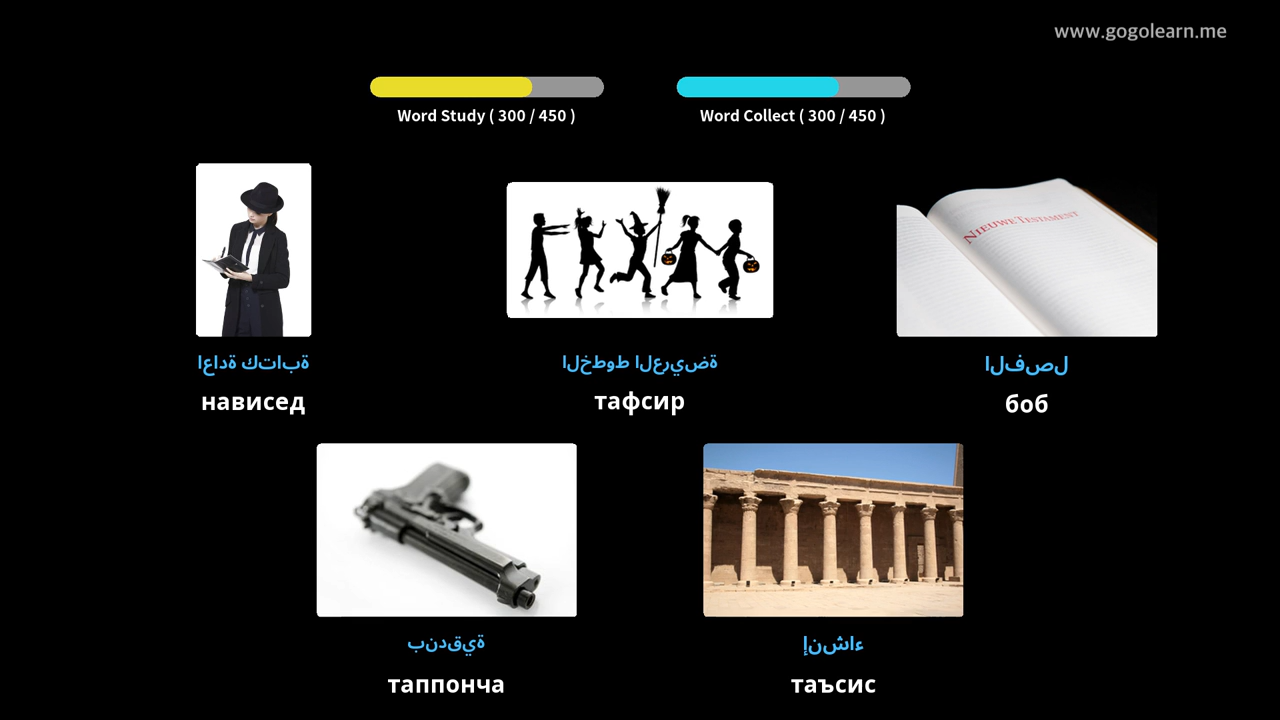 www.gogolearn.me
Word Study ( 300 / 450 )
Word Collect ( 300 / 450 )
اعادة كتابة
الخطوط العريضة
الفصل
нависед
тафсир
боб
بندقية
إنشاء
таппонча
таъсис
NIEUWE TESTAMENT